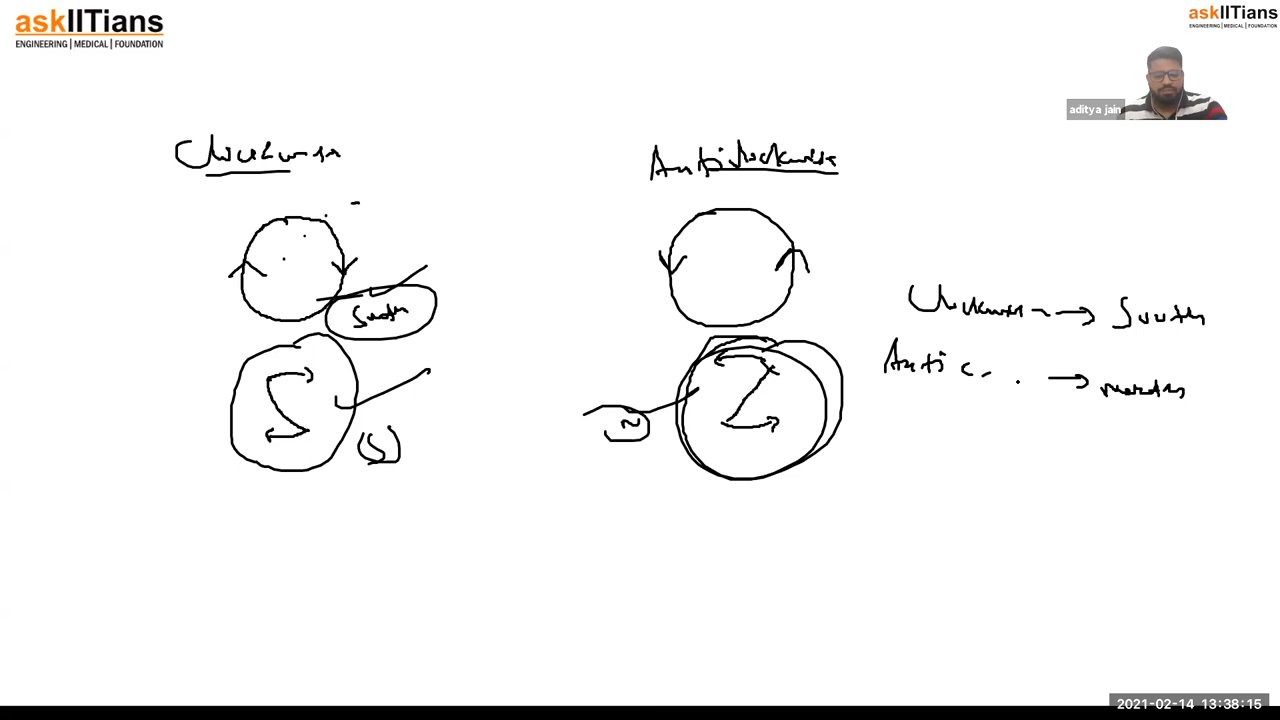 askIITians
ENGINEERING | MEDICAL | FOUNDATION
askIITians
ENGINEERING | MEDICAL | FOUNDATION
aditya jain
Clockwise
Anticlockwise
South
Clockwise → South
Anti c. → north
S
N
2021-02-14 13:38:15